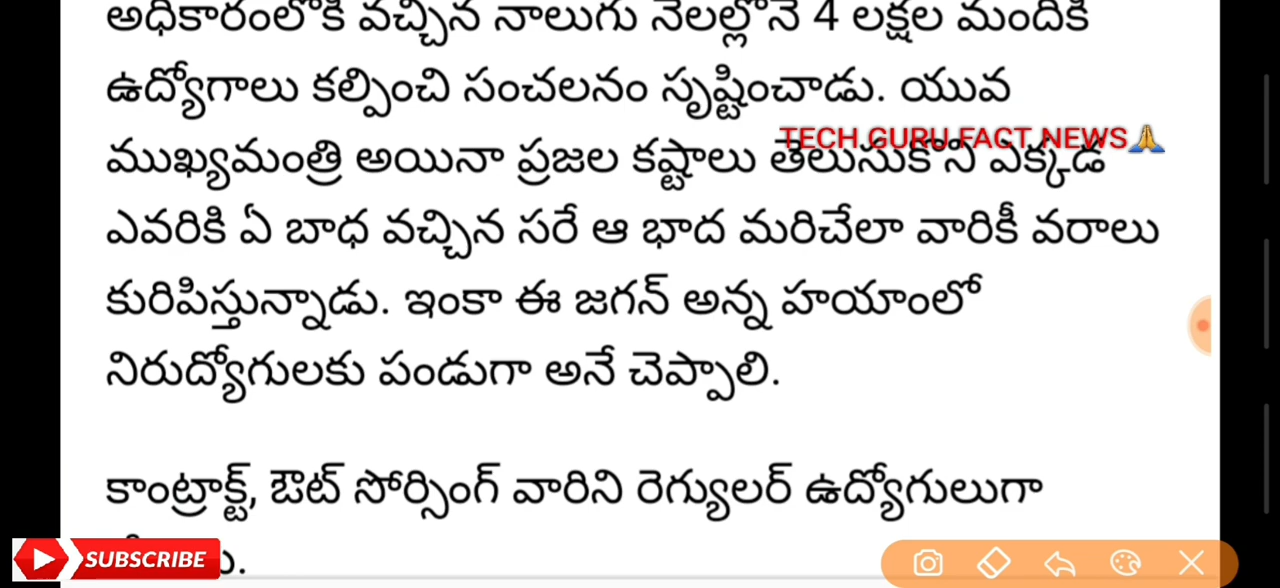 అధికారంలోకి వచ్చిన నాలుగు నెలల్లోనే 4 లక్షల మందికి
ఉద్యోగాలు కల్పించి సంచలనం సృష్టించాడు. యువ
TECH GURU FACT NEWS🙏
ముఖ్యమంత్రి అయినా ప్రజల కష్టాలు తెలుసుకొని ఎక్కడ
ఎవరికి ఏ బాధ వచ్చిన సరే ఆ భాద మరిచేలా వారికీ వరాలు
కురిపిస్తున్నాడు. ఇంకా ఈ జగన్ అన్న హయాంలో
నిరుద్యోగులకు పండుగా అనే చెప్పాలి.
కాంట్రాక్ట్, ఔట్ సోర్సింగ్ వారిని రెగ్యులర్ ఉద్యోగులుగా
SUBSCRIBE